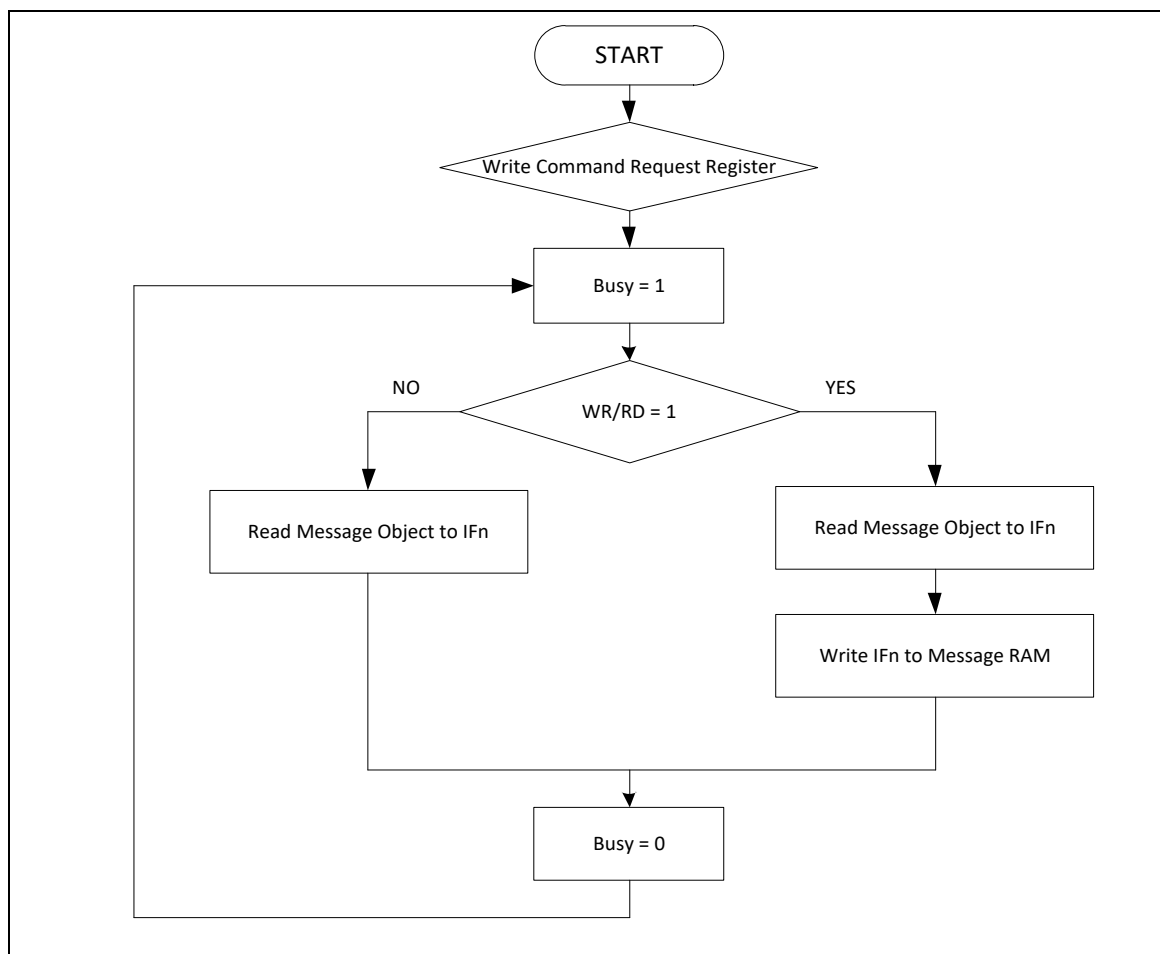 START
Write Command Request Register
Busy = 1
NO
YES
WR/RD = 1
Read Message Object to IFn
Read Message Object to IFn
Write IFn to Message RAM
Busy = 0